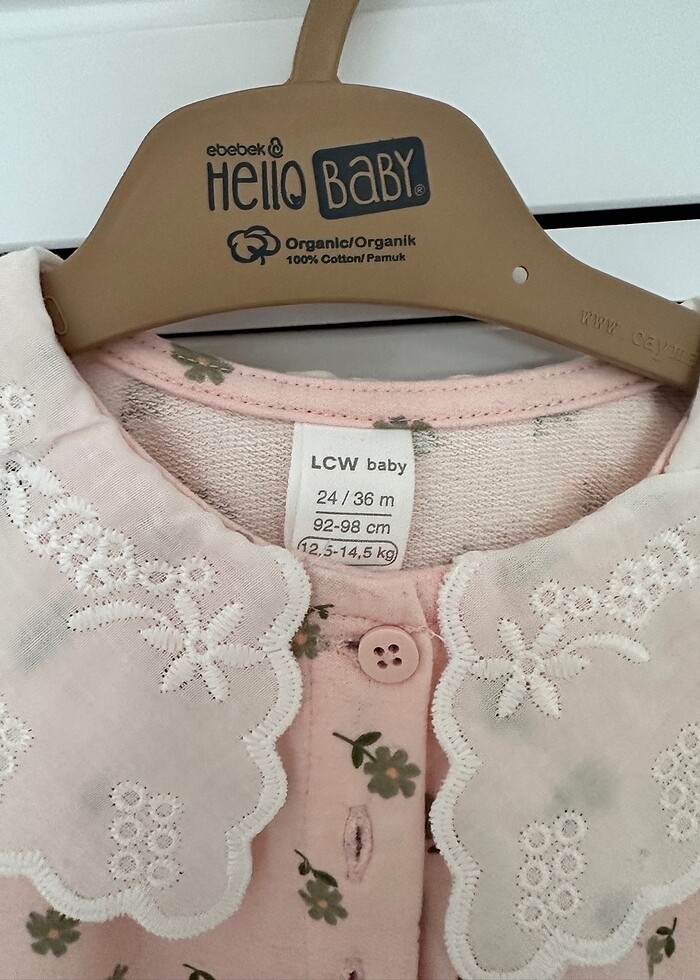 ebebek
Hello BaBY®
Organic/Organik
100% Cotton/ Pamuk
www.
LCW baby
24 / 36 m
92-98 cm
12,5-14,5 kg